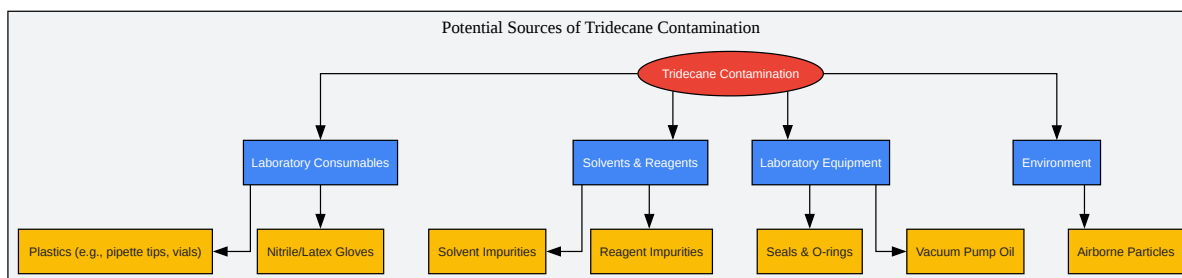 Potential Sources of Tridecane Contamination
Tridecane Contamination
Laboratory Consumables
Solvents & Reagents
Laboratory Equipment
Environment
Plastics (e.g., pipette tips, vials)
Nitrile/Latex Gloves
Solvent Impurities
Reagent Impurities
Seals & O-rings
Vacuum Pump Oil
Airborne Particles